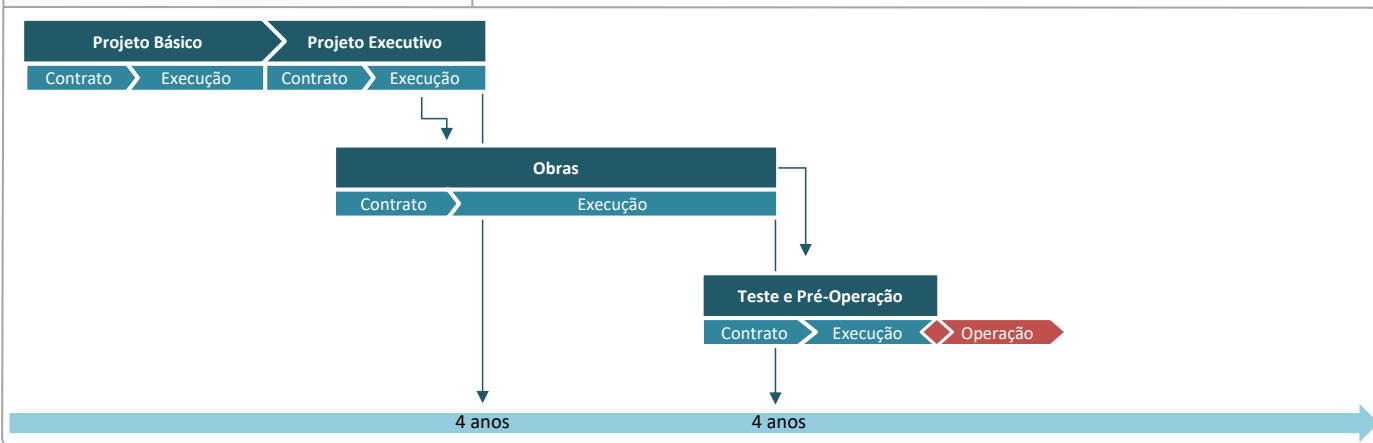 Projeto Básico Projeto Executivo
Contrato Execução Contrato Execução
Obras
Contrato Execução
Teste e Pré-Operação
Contrato Execução Operação
4 anos 4 anos